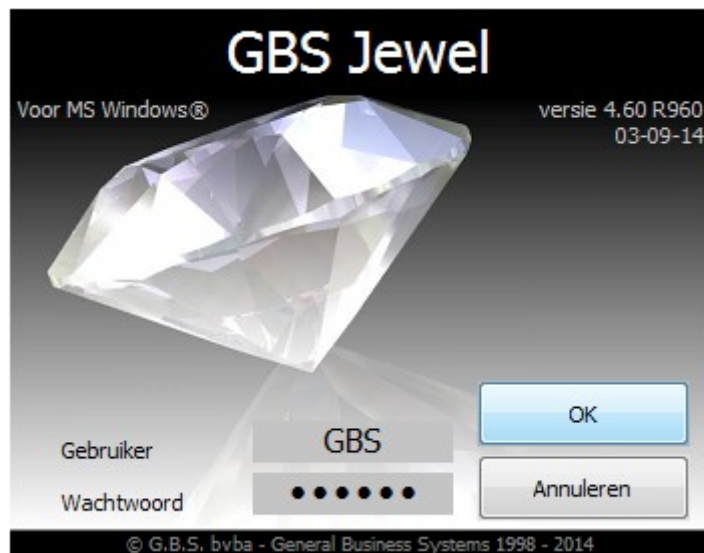 GBS Jewel
Voor MS Windows®
versie 4.60 R960
03-09-14
Gebruiker
GBS
OK
Wachtwoord
●●●●●●
Annuleren
© G.B.S. bvba - General Business Systems 1998 - 2014